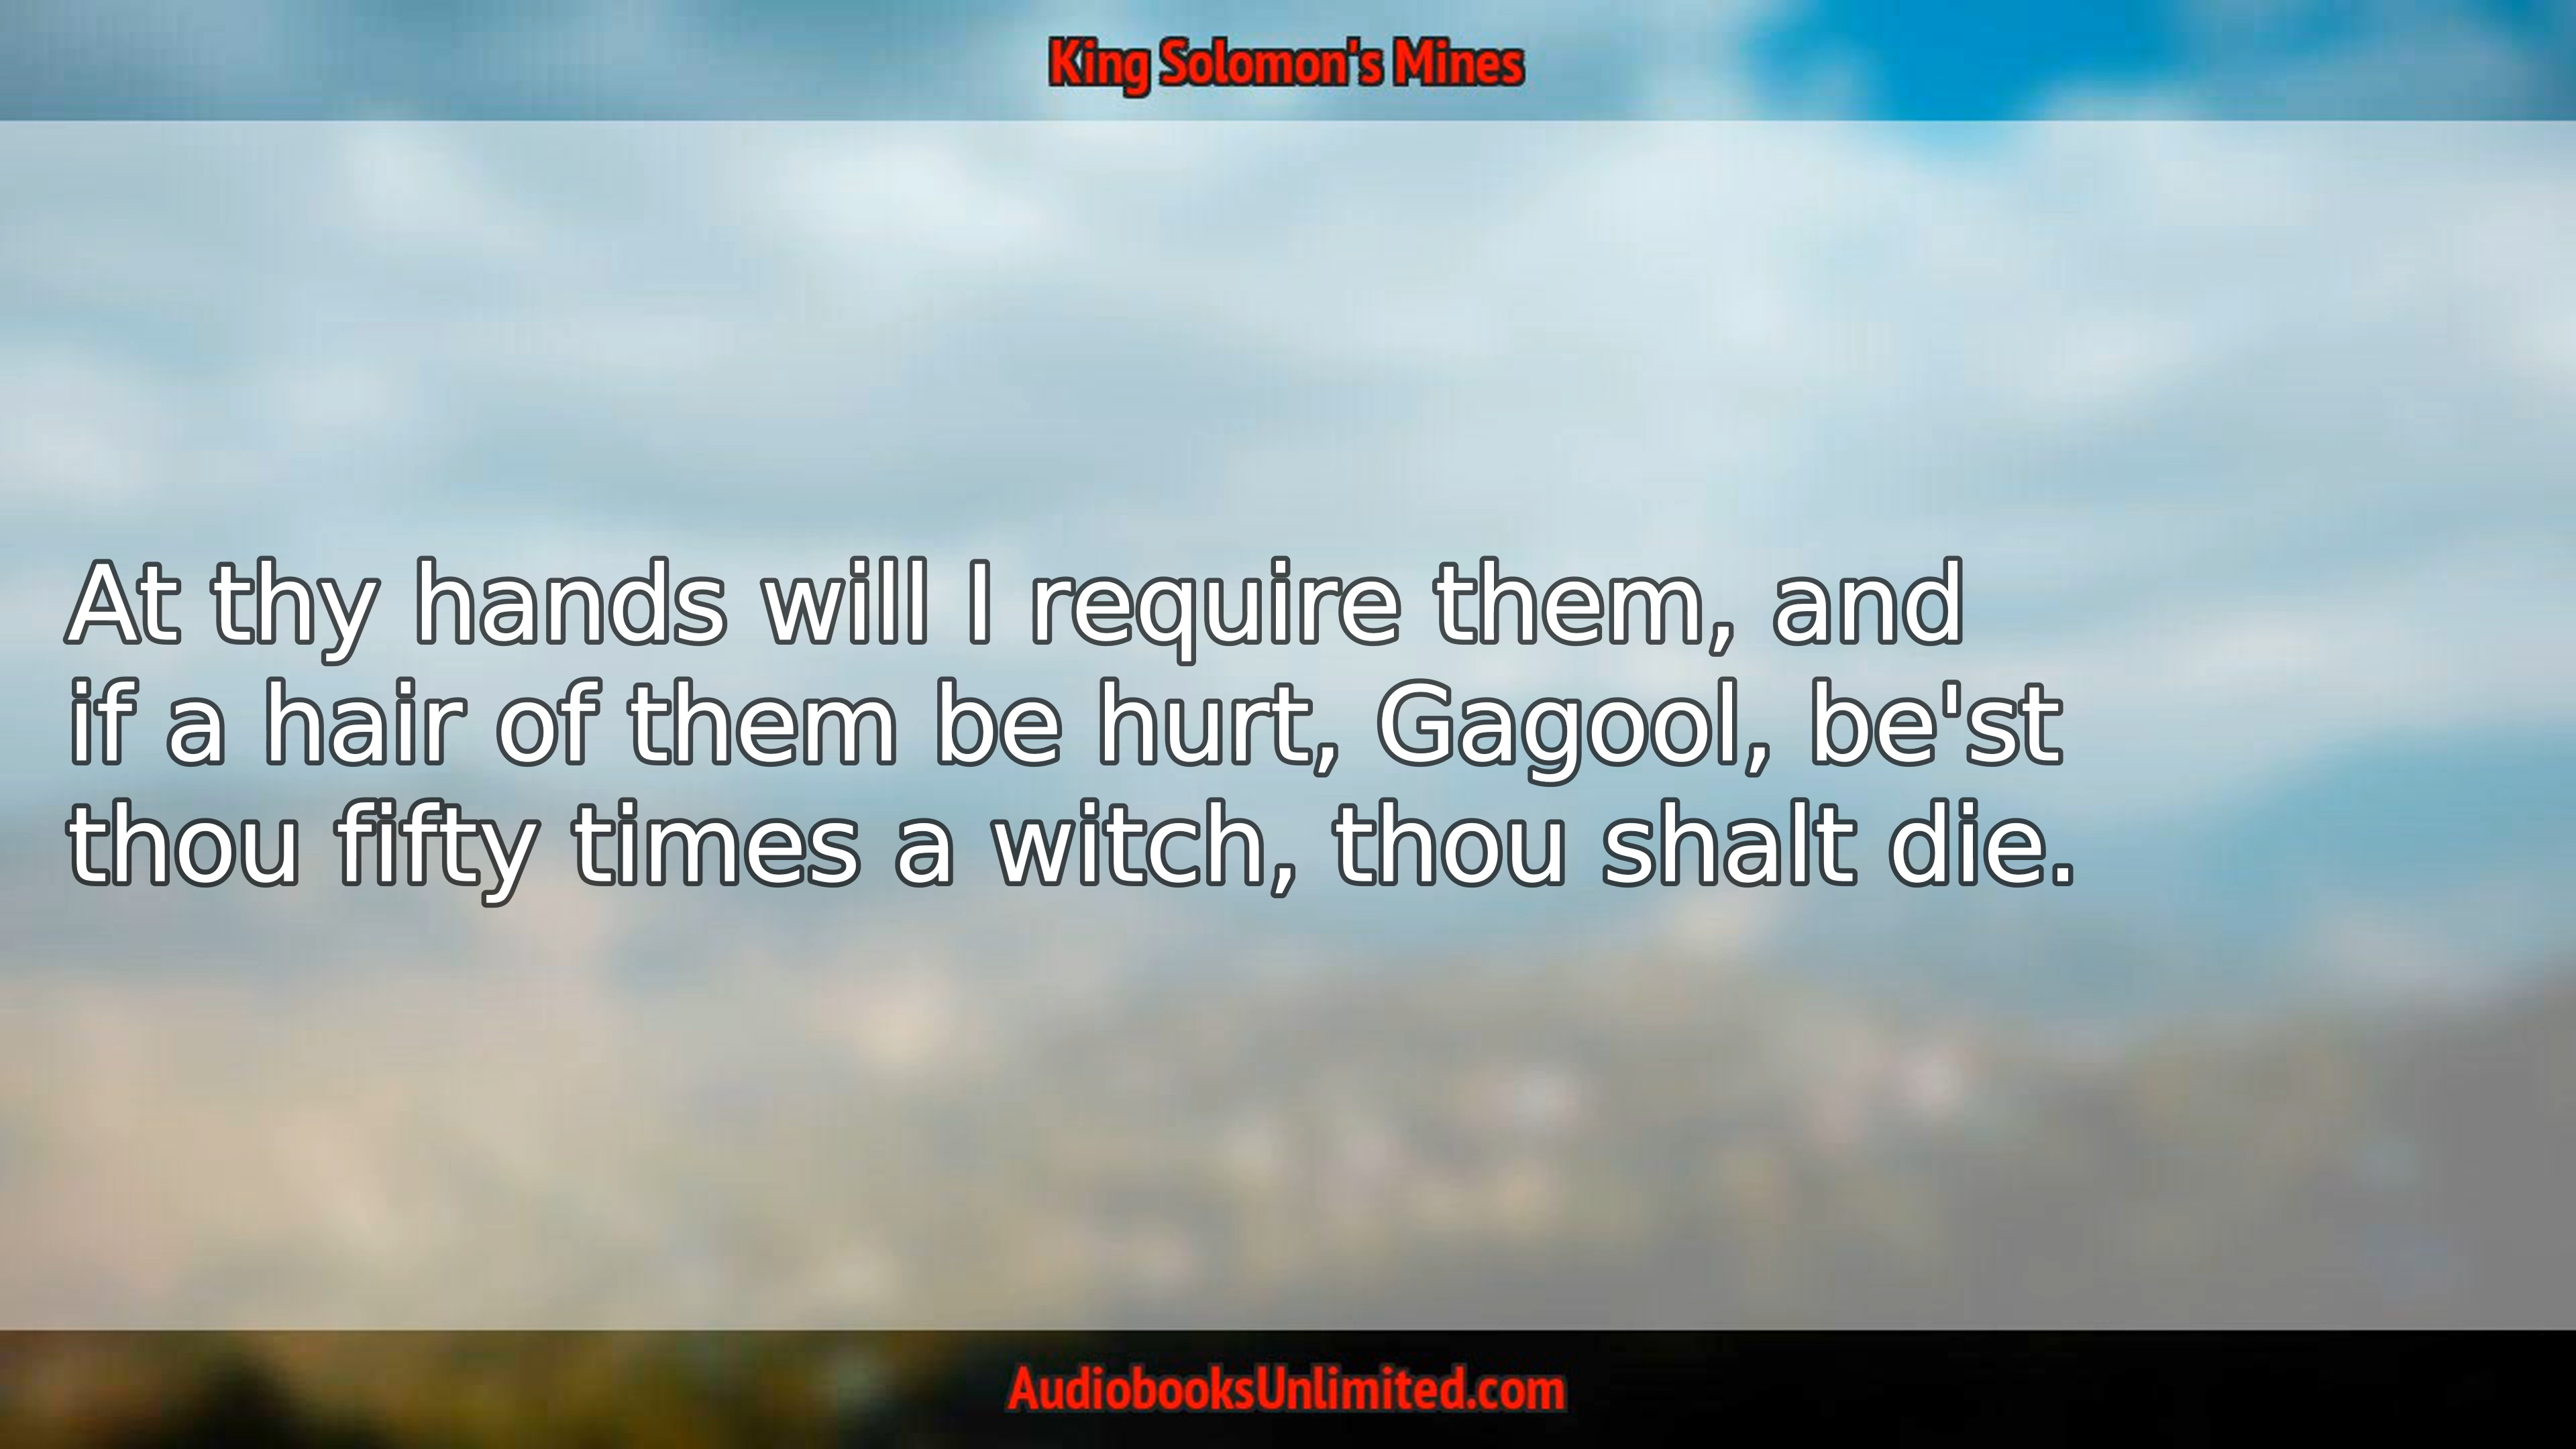 King Solomon's Mines
At thy hands will I require them, and
if a hair of them be hurt, Gagool, be'st
thou fifty times a witch, thou shalt die.
AudiobooksUnlimited.com